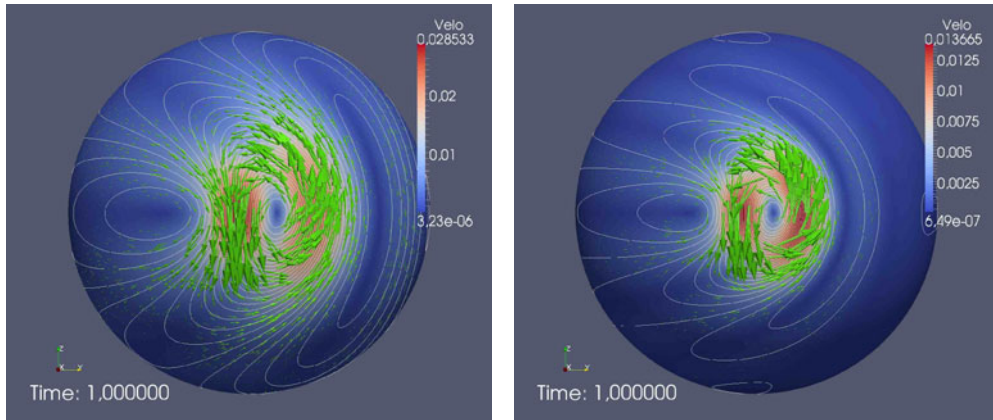 Velo
0,028533
0,02
0,01
3,23e-06
z
x
y
Time: 1,000000
Velo
0,013665
0,0125
0,01
0,0075
0,005
0,0025
6,49e-07
z
x
y
Time: 1,000000